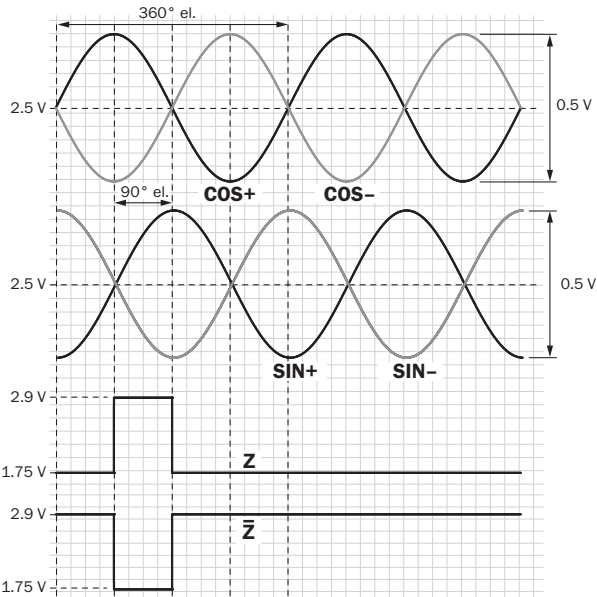 360° el.
2.5 V
0.5 V
90° el.
COS+
COS–
2.5 V
0.5 V
SIN+
SIN–
2.9 V
Z
1.75 V
2.9 V
Z̅
1.75 V